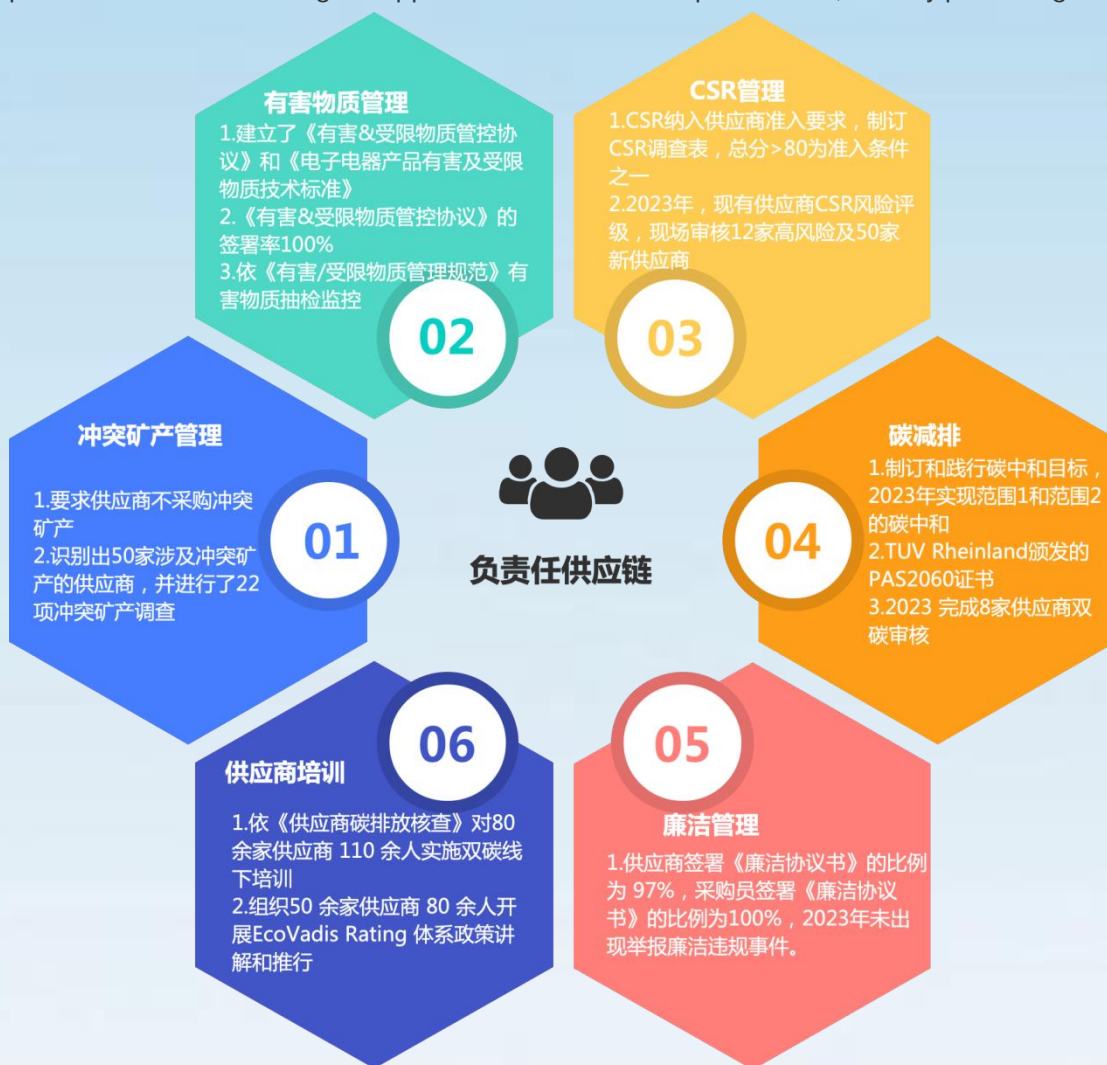 冲突矿产管理
1.要求供应商不采购冲突
矿产
2.识别出50家涉及冲突矿
产的供应商，并进行了22
项冲突矿产调查
01
有害物质管理
1.建立了《有害&受限物质管控协
议》和《电子电器产品有害及受限
物质技术标准》
2.《有害&受限物质管控协议》的
签署率100%
3.依《有害/受限物质管理规范》有
害物质抽检监控
02
CSR管理
1.CSR纳入供应商准入要求，制订
CSR调查表，总分>80为准入条件
之一
2.2023年，现有供应商CSR风险评
级，现场审核12家高风险及50家
新供应商
03
碳减排
1.制订和践行碳中和目标，
2023年实现范围1和范围2
的碳中和
2.TUV Rheinland颁发的
PAS2060证书
3.2023 完成8家供应商双
碳审核
04
负责任供应链
05
廉洁管理
1.供应商签署《廉洁协议书》的比例
为 97%，采购员签署《廉洁协议
书》的比例为100%，2023年未出
现举报廉洁违规事件。
06
供应商培训
1.依《供应商碳排放核查》对80
余家供应商 110 余人实施双碳线
下培训
2.组织50 余家供应商 80 余人开
展EcoVadis Rating 体系政策讲
解和推行